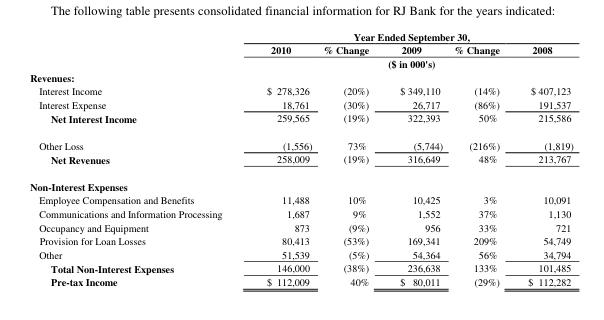 The following table presents consolidated financial information for RJ Bank for the years indicated:
Year Ended September 30,
2010 % Change 2009 % Change 2008
($ in 000's)
Revenues:
Interest Income $ 278,326 (20%) $ 349,110 (14%) $ 407,123
Interest Expense 18,761 (30%) 26,717 (86%) 191,537
Net Interest Income 259,565 (19%) 322,393 50% 215,586
Other Loss (1,556) 73% (5,744) (216%) (1,819)
Net Revenues 258,009 (19%) 316,649 48% 213,767
Non-Interest Expenses
Employee Compensation and Benefits 11,488 10% 10,425 3% 10,091
Communications and Information Processing 1,687 9% 1,552 37% 1,130
Occupancy and Equipment 873 (9%) 956 33% 721
Provision for Loan Losses 80,413 (53%) 169,341 209% 54,749
Other 51,539 (5%) 54,364 56% 34,794
Total Non-Interest Expenses 146,000 (38%) 236,638 133% 101,485
Pre-tax Income $ 112,009 40% $ 80,011 (29%) $ 112,282